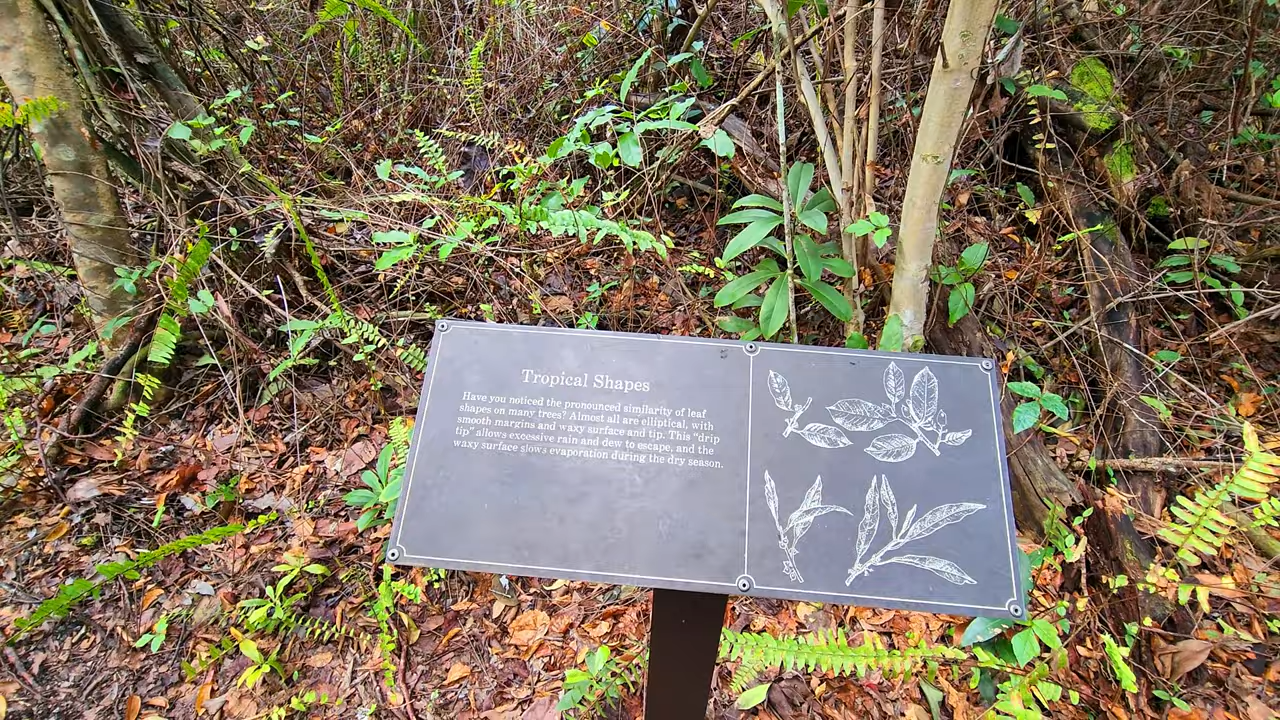 Tropical Shapes
Have you noticed the pronounced similarity of leaf
shapes on many trees? Almost all are elliptical, with
smooth margins and waxy surface and tip. This "drip
tip" allows excessive rain and dew to escape, and the
waxy surface slows evaporation during the dry season.